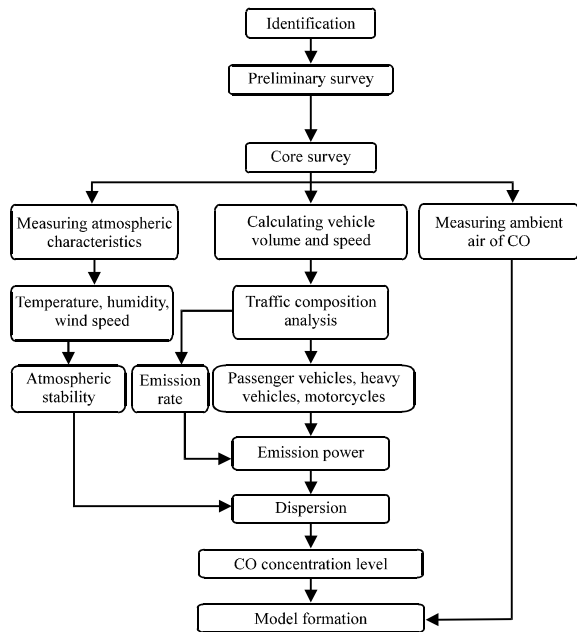 Identification
Preliminary survey
Core survey
Measuring atmospheric
characteristics
Calculating vehicle
volume and speed
Measuring ambient
air of CO
Temperature, humidity,
wind speed
Traffic composition
analysis
Atmospheric
stability
Emission
rate
Passenger vehicles, heavy
vehicles, motorcycles
Emission power
Dispersion
CO concentration level
Model formation